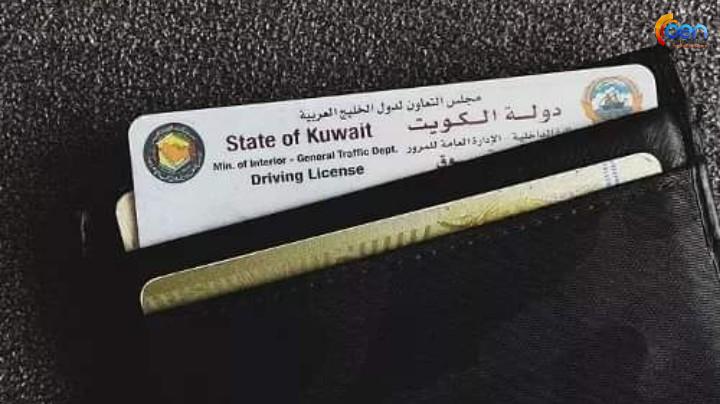 مجلس التعاون لدول الخليج العربية
State of Kuwait دولة الكويت
Min. of Interior - General Traffic Dept. الإدارة العامة للمرور
Driving License